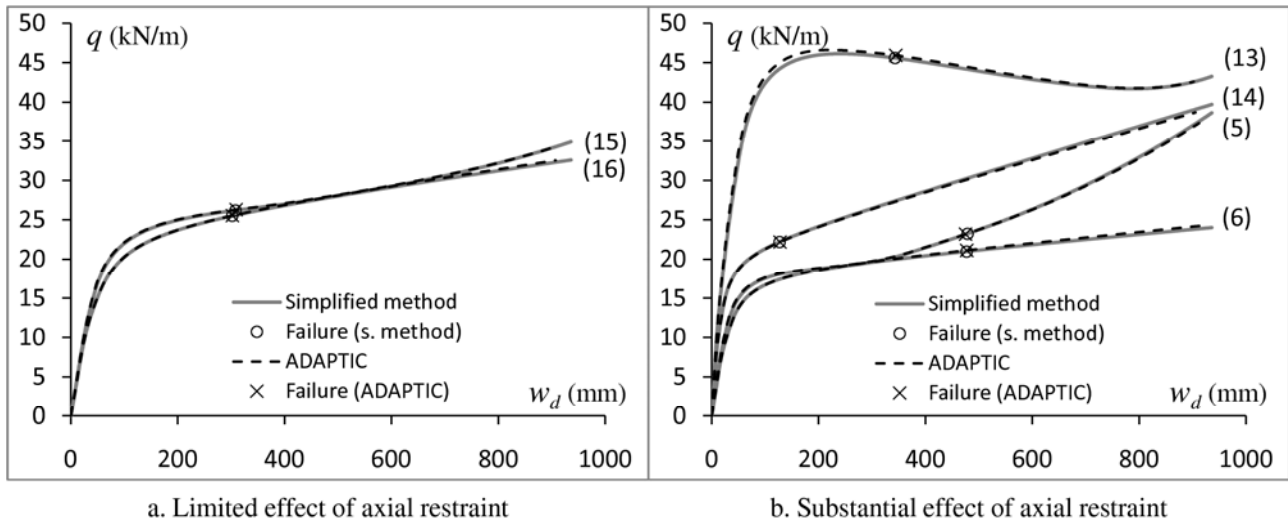 50
45
40
35
30
25
20
15
10
5
0
q (kN/m)
(15)
(16)
Simplified method
Failure (s. method)
ADAPTIC
Failure (ADAPTIC)
w_d (mm)
0 200 400 600 800 1000
a. Limited effect of axial restraint
50
45
40
35
30
25
20
15
10
5
0
q (kN/m)
(13)
(14)
(5)
(6)
Simplified method
Failure (s. method)
ADAPTIC
Failure (ADAPTIC)
w_d (mm)
0 200 400 600 800 1000
b. Substantial effect of axial restraint